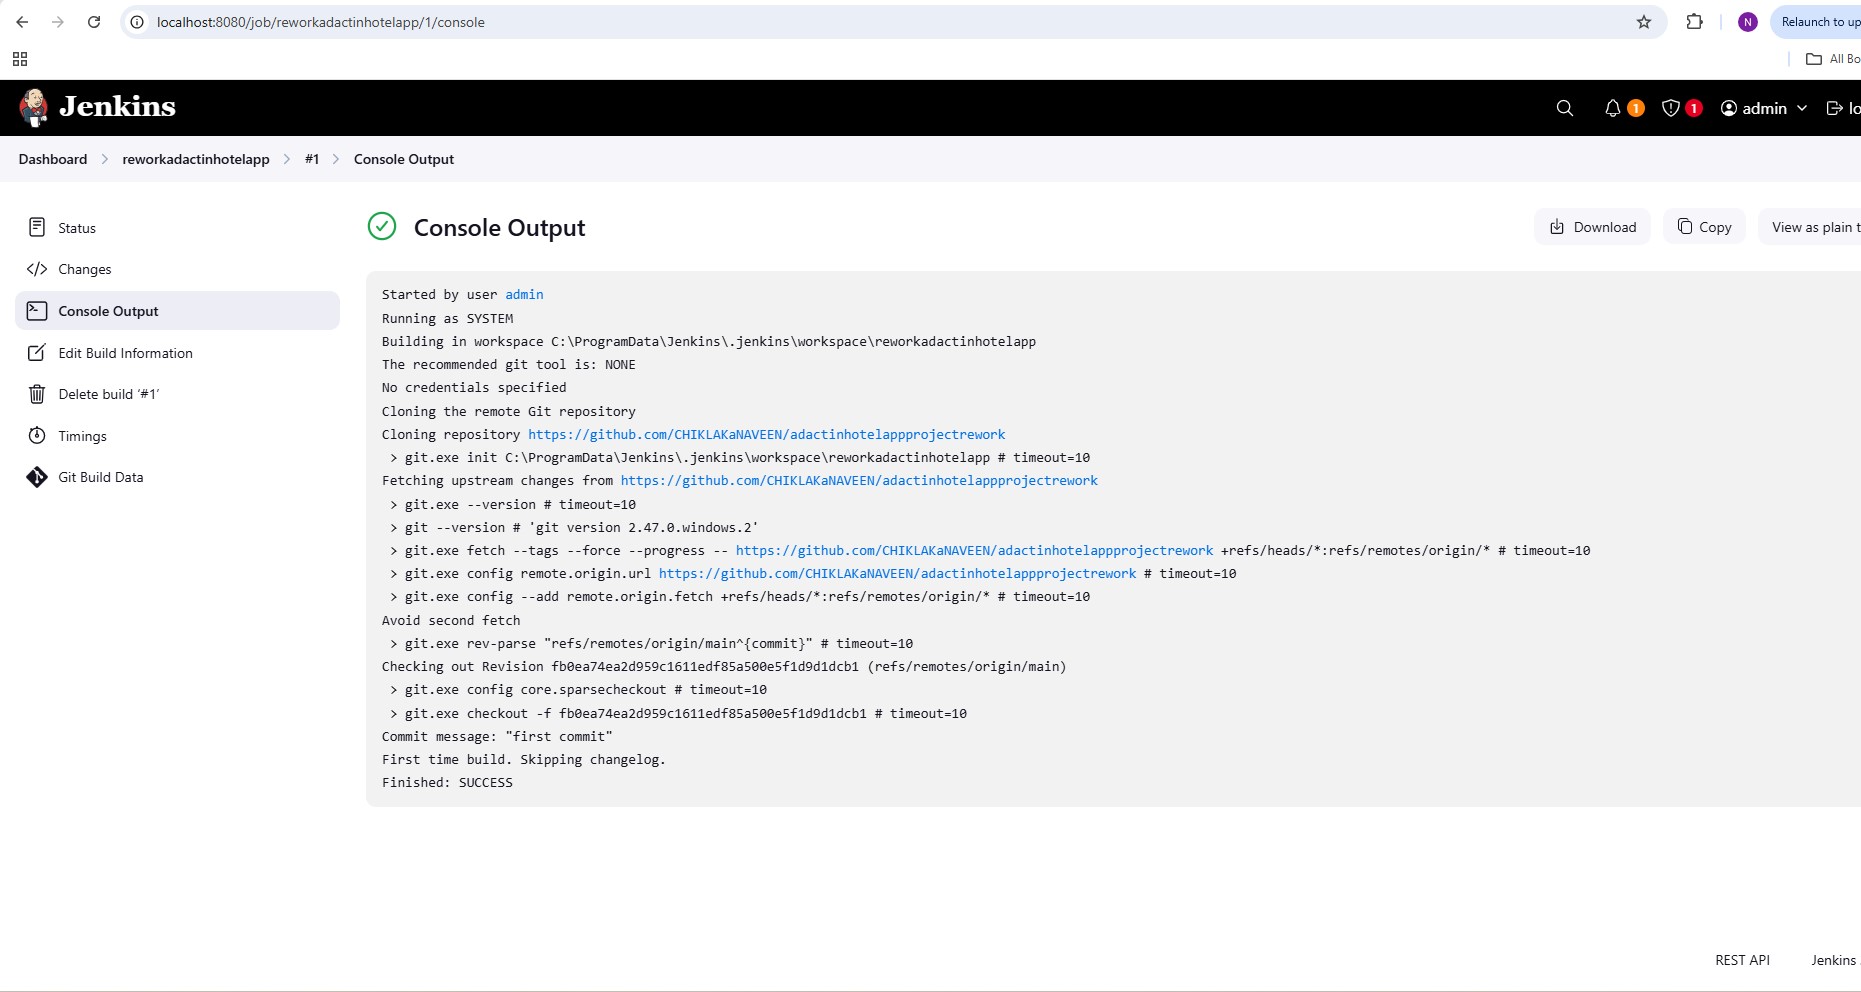 localhost:8080/job/reworkadactinhotelapp/1/console
N
Relaunch to up
All Bo
Jenkins
1
1
admin
lo
Dashboard
reworkadactinhotelapp
#1
Console Output
Status
Changes
Console Output
Edit Build Information
Delete build ‘#1’
Timings
Git Build Data
Console Output
Download
Copy
View as plain t
Started by user admin
Running as SYSTEM
Building in workspace C:\ProgramData\Jenkins\.jenkins\workspace\reworkadactinhotelapp
The recommended git tool is: NONE
No credentials specified
Cloning the remote Git repository
Cloning repository https://github.com/CHIKLAKaNAVEEN/adactinhotelappprojectrework
> git.exe init C:\ProgramData\Jenkins\.jenkins\workspace\reworkadactinhotelapp # timeout=10
Fetching upstream changes from https://github.com/CHIKLAKaNAVEEN/adactinhotelappprojectrework
> git.exe --version # timeout=10
> git --version # 'git version 2.47.0.windows.2'
> git.exe fetch --tags --force --progress -- https://github.com/CHIKLAKaNAVEEN/adactinhotelappprojectrework +refs/heads/*:refs/remotes/origin/* # timeout=10
> git.exe config remote.origin.url https://github.com/CHIKLAKaNAVEEN/adactinhotelappprojectrework # timeout=10
> git.exe config --add remote.origin.fetch +refs/heads/*:refs/remotes/origin/* # timeout=10
Avoid second fetch
> git.exe rev-parse "refs/remotes/origin/main^{commit}" # timeout=10
Checking out Revision fb0ea74ea2d959c1611edf85a500e5f1d9d1dcb1 (refs/remotes/origin/main)
> git.exe config core.sparsecheckout # timeout=10
> git.exe checkout -f fb0ea74ea2d959c1611edf85a500e5f1d9d1dcb1 # timeout=10
Commit message: "first commit"
First time build. Skipping changelog.
Finished: SUCCESS
REST API
Jenkins